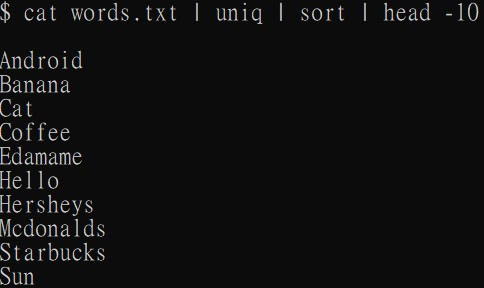 $ cat words.txt | uniq | sort | head -10
Android
Banana
Cat
Coffee
Edamame
Hello
Hersheys
Mcdonalds
Starbucks
Sun